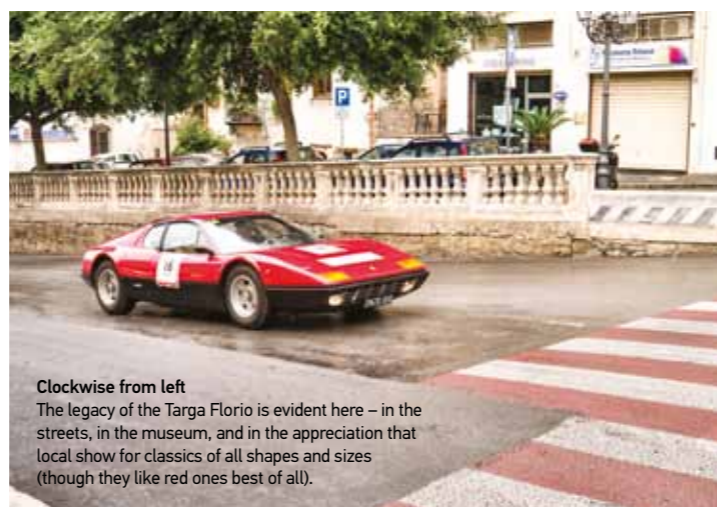 P
Clockwise from left
The legacy of the Targa Florio is evident here – in the
streets, in the museum, and in the appreciation that
local show for classics of all shapes and sizes
(though they like red ones best of all).